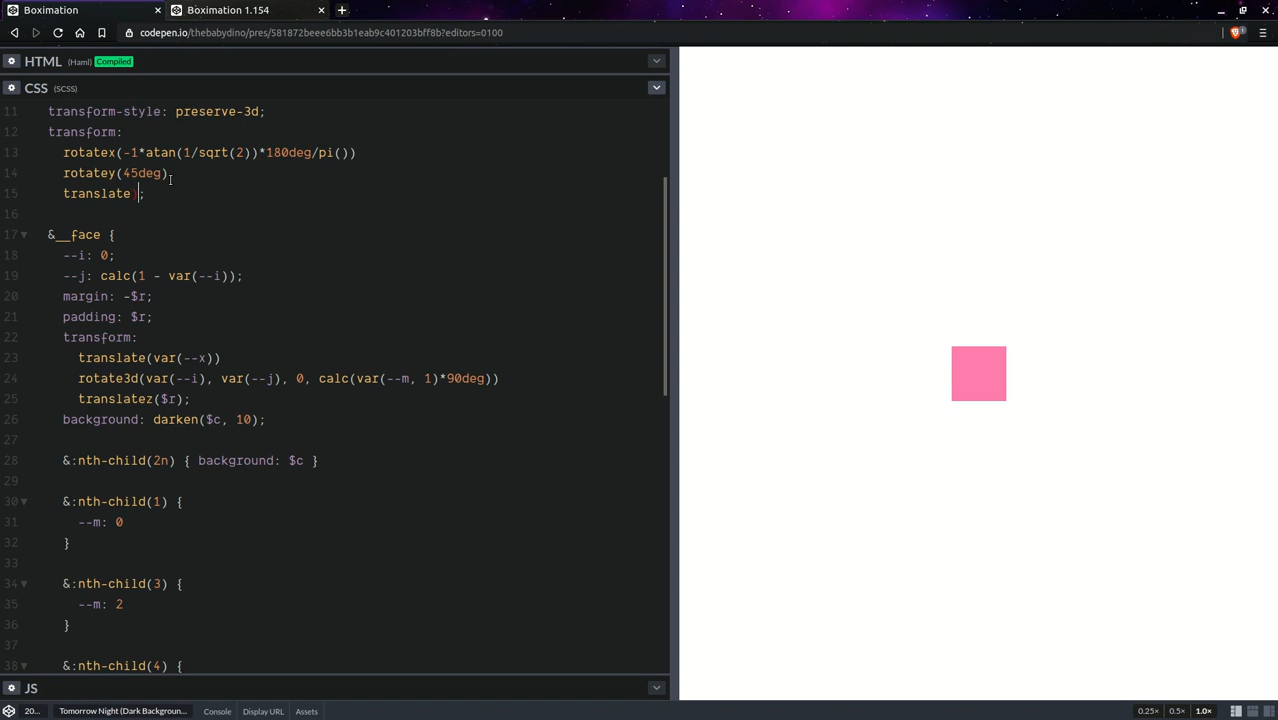 Boximation ×
Boximation 1.154 ×
+
codepen.io/thebabydino/pres/581872beee6bb3b1eab9c401203bff8b?editors=0100
1
HTML (Haml) Compiled
CSS (SCSS)
11 transform-style: preserve-3d;
12 transform:
13 rotatex(-1*atan(1/sqrt(2))*180deg/pi())
14 rotatey(45deg)
15 translate);
16
17 &__face {
18 --i: 0;
19 --j: calc(1 - var(--i));
20 margin: -$r;
21 padding: $r;
22 transform:
23 translate(var(--x))
24 rotate3d(var(--i), var(--j), 0, calc(var(--m, 1)*90deg))
25 translatez($r);
26 background: darken($c, 10);
27
28 &:nth-child(2n) { background: $c }
29
30 &:nth-child(1) {
31 --m: 0
32 }
33
34 &:nth-child(3) {
35 --m: 2
36 }
37
38 &:nth-child(4) {
JS
20... Tomorrow Night (Dark Backgroun... Console Display URL Assets 0.25× 0.5× 1.0×